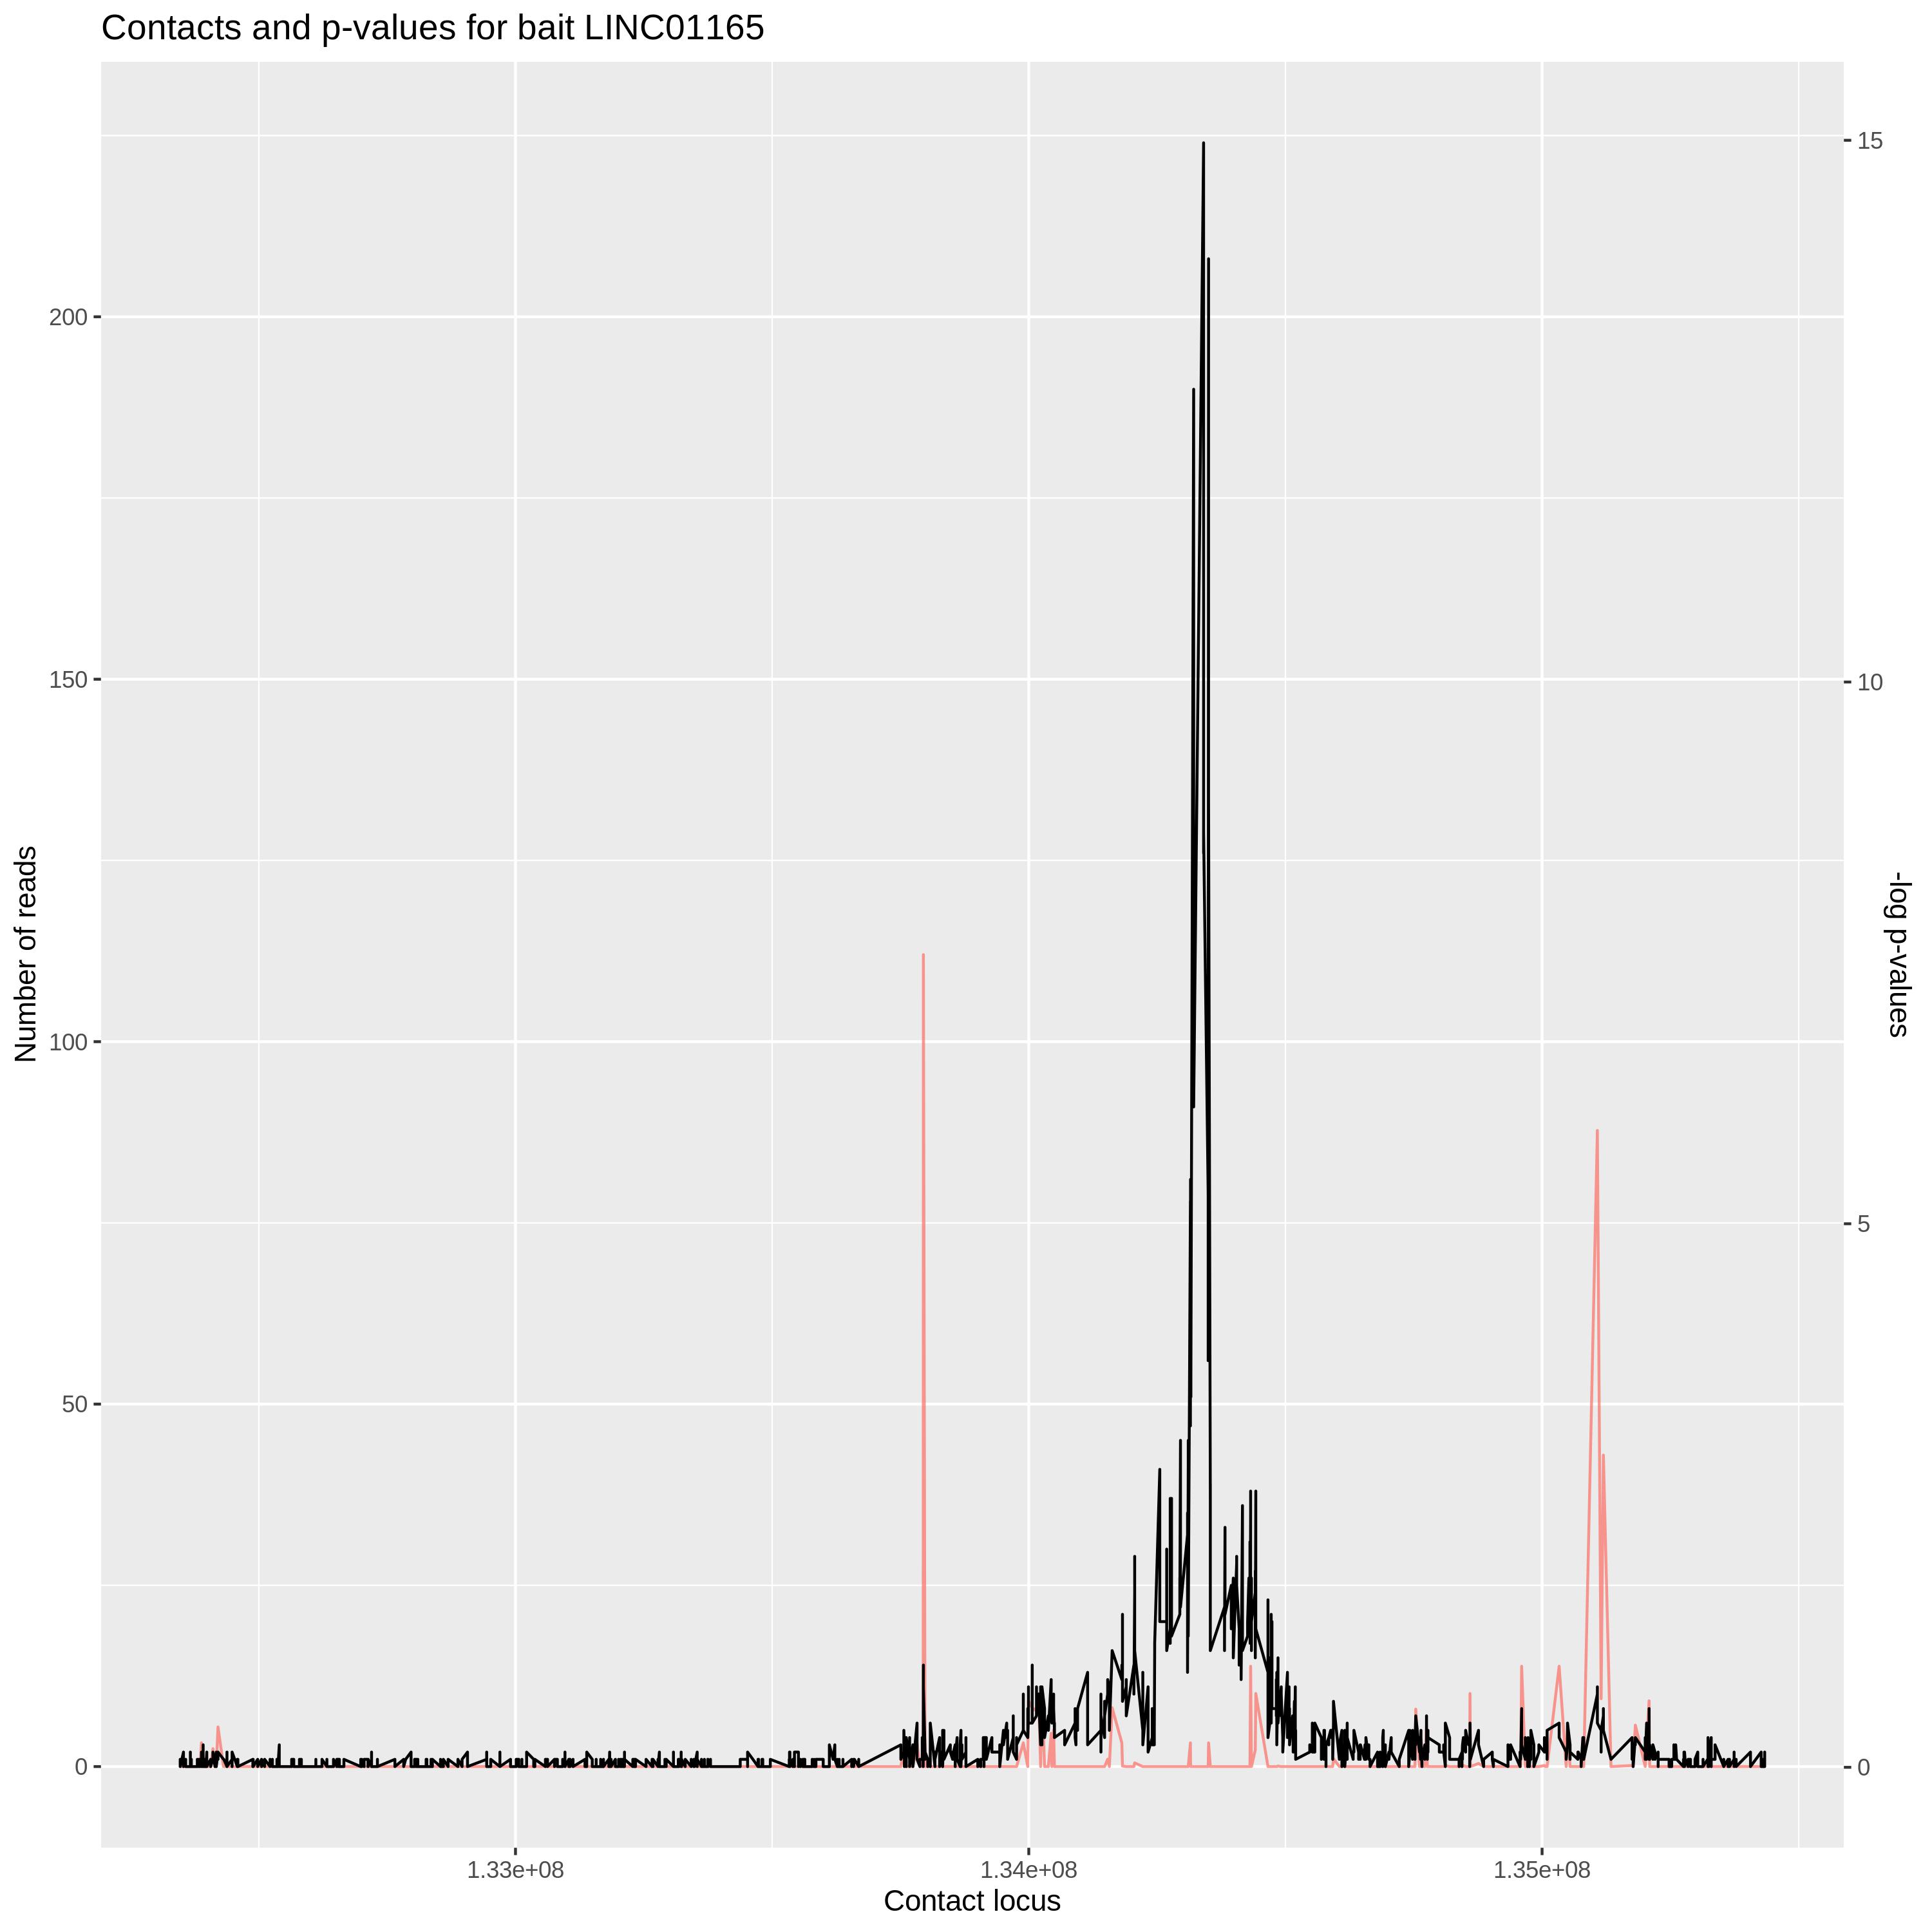 Contacts and p-values for bait LINC01165
15
200
150
10
Number of reads
-log p-values
100
5
50
0
0
1.33e+08
1.34e+08
1.35e+08
Contact locus